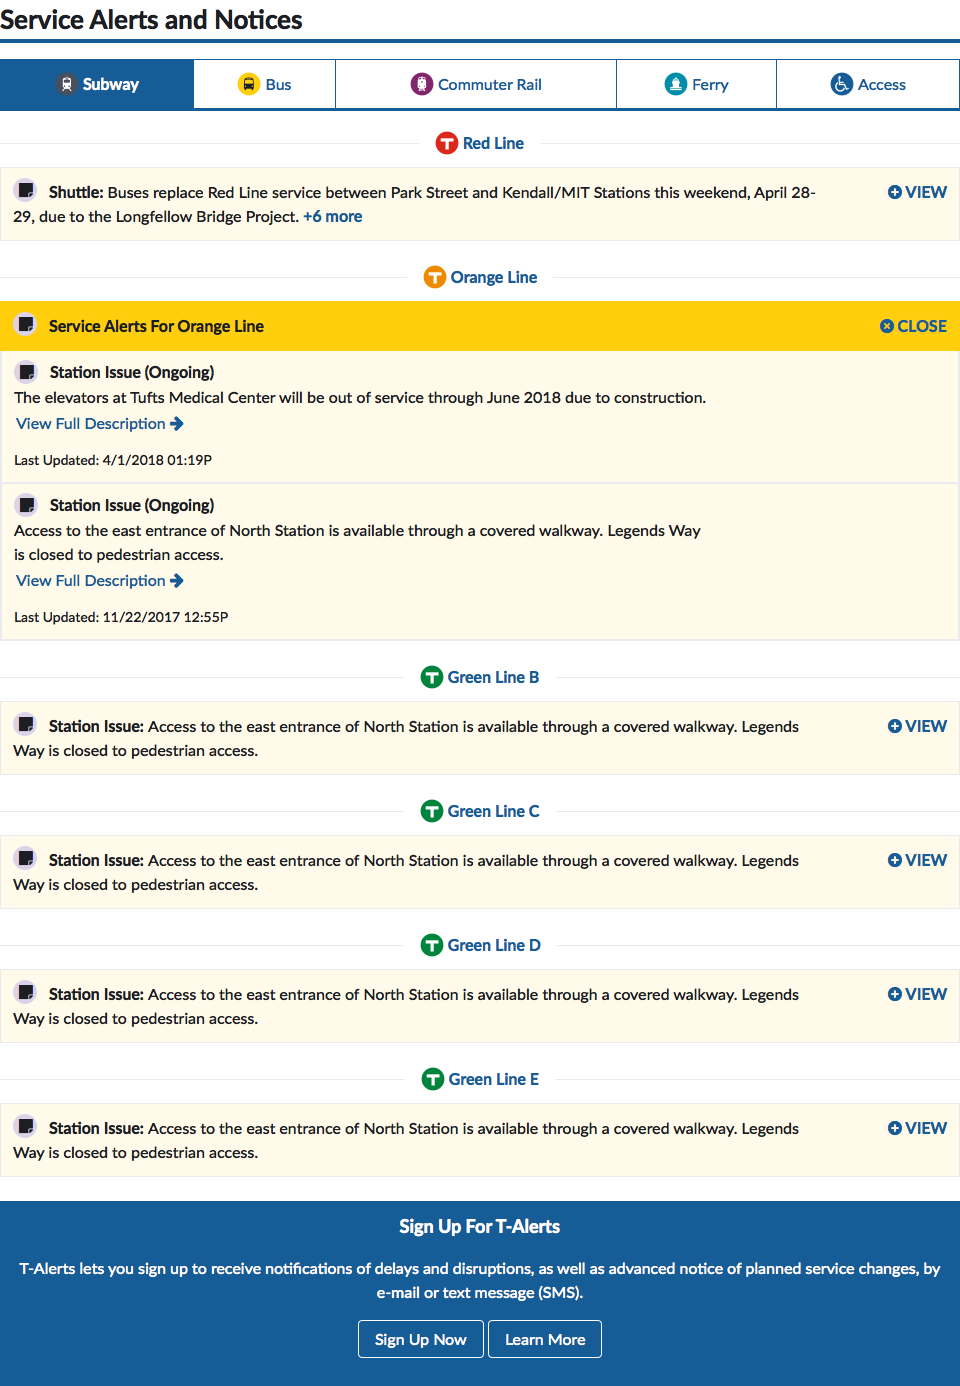 Service Alerts and Notices
Subway
Bus
Commuter Rail
Ferry
Access
T Red Line
Shuttle: Buses replace Red Line service between Park Street and Kendall/MIT Stations this weekend, April 28-
29, due to the Longfellow Bridge Project. +6 more
VIEW
T Orange Line
Service Alerts For Orange Line
CLOSE
Station Issue (Ongoing)
The elevators at Tufts Medical Center will be out of service through June 2018 due to construction.
View Full Description
Last Updated: 4/1/2018 01:19P
Station Issue (Ongoing)
Access to the east entrance of North Station is available through a covered walkway. Legends Way
is closed to pedestrian access.
View Full Description
Last Updated: 11/22/2017 12:55P
T Green Line B
Station Issue: Access to the east entrance of North Station is available through a covered walkway. Legends
Way is closed to pedestrian access.
VIEW
T Green Line C
Station Issue: Access to the east entrance of North Station is available through a covered walkway. Legends
Way is closed to pedestrian access.
VIEW
T Green Line D
Station Issue: Access to the east entrance of North Station is available through a covered walkway. Legends
Way is closed to pedestrian access.
VIEW
T Green Line E
Station Issue: Access to the east entrance of North Station is available through a covered walkway. Legends
Way is closed to pedestrian access.
VIEW
Sign Up For T-Alerts
T-Alerts lets you sign up to receive notifications of delays and disruptions, as well as advanced notice of planned service changes, by
e-mail or text message (SMS).
Sign Up Now
Learn More